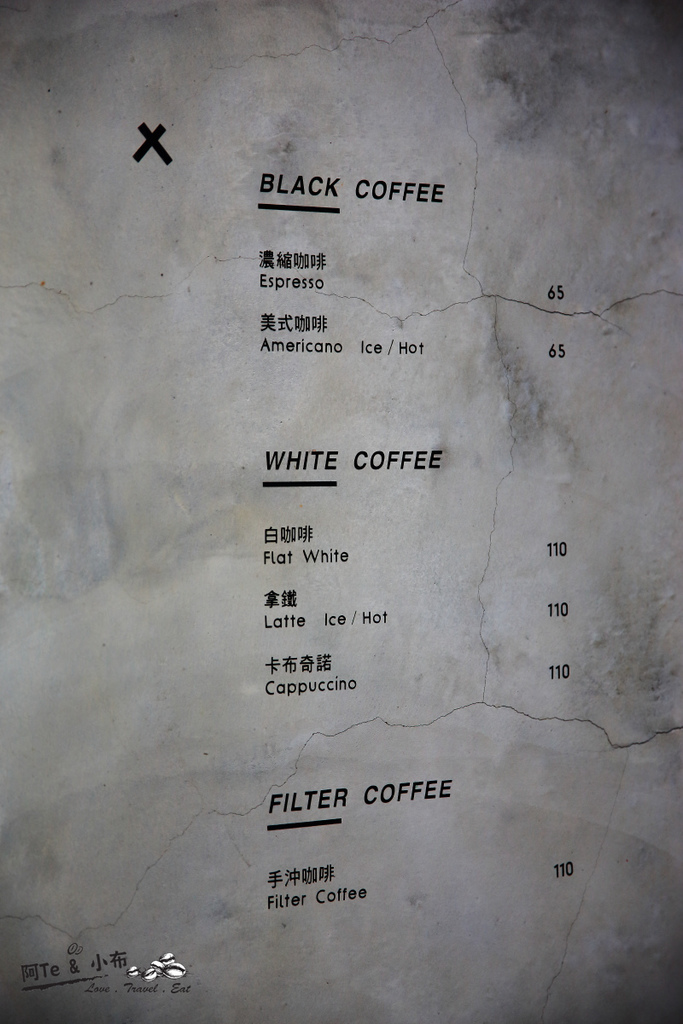 X
BLACK COFFEE
濃縮咖啡
Espresso 65
美式咖啡
Americano Ice / Hot 65
WHITE COFFEE
白咖啡
Flat White 110
拿鐵
Latte Ice / Hot 110
卡布奇諾
Cappuccino 110
FILTER COFFEE
手沖咖啡 110
Filter Coffee
阿Te & 小布
Love . Travel . Eat